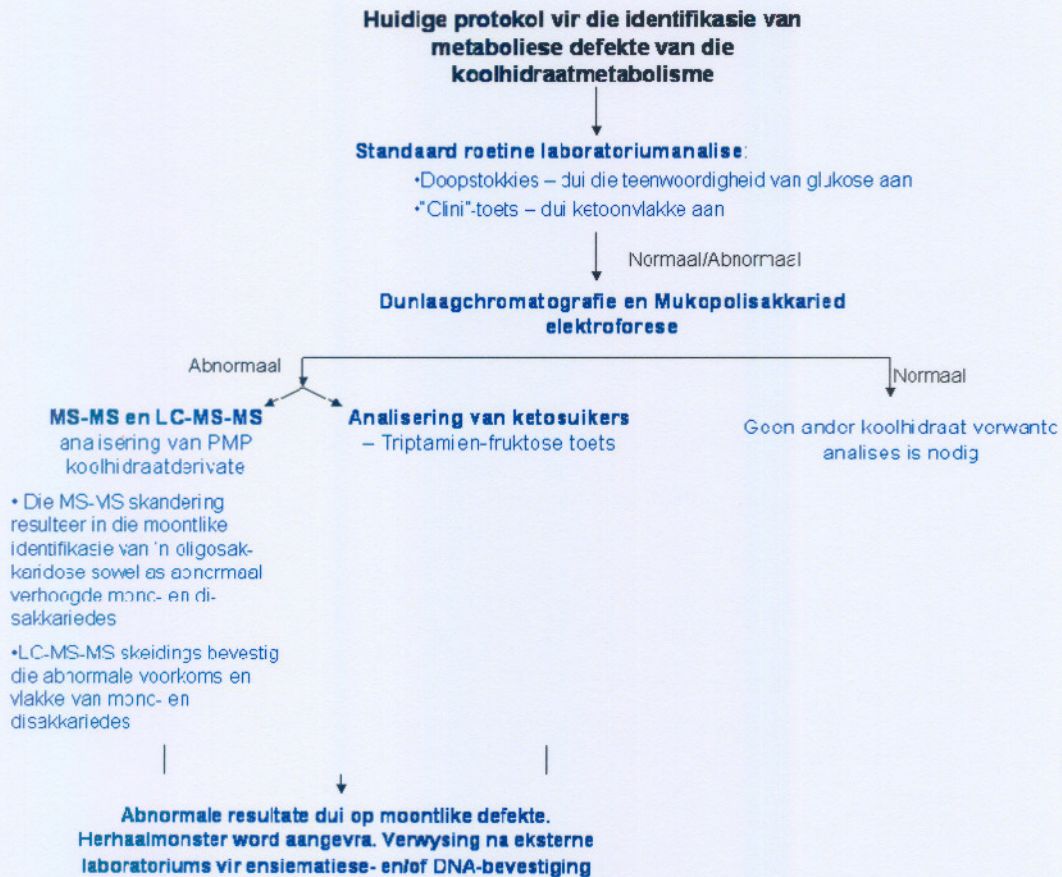 Huidige protokol vir die identifikasie van
metaboliese defekte van die
koolhidraatmetabolisme
Standaard roetine laboratoriumanalise:
•Doopstokkies – dui die teenwoordigheid van glukose aan
•"Clini"-toets – dui ketoonvlakke aan
Normaal/Abnormaal
Dunlaagchromatografie en Mukopolisakkaried
elektroforese
Abnormaal
Normaal
MS-MS en LC-MS-MS
analisering van PMP
koolhidraatderivate
• Die MS-MS skandering
resulteer in die moontlike
identifikasie van 'n oligosak-
karidose sowel as abnormaal
verhoogde mono- en di-
sakkariedes
•LC-MS-MS skeidings bevestig
die abnormale voorkoms en
vlakke van mono- en
disakkariedes
Analisering van ketosuikers
– Triptamien-fruktose toets
Geen ander koolhidraat verwante
analises is nodig
Abnormale resultate dui op moontlike defekte.
Herhaalmonster word aangevra. Verwysing na eksterne
laboratoriums vir ensiematiese- en/of DNA-bevestiging